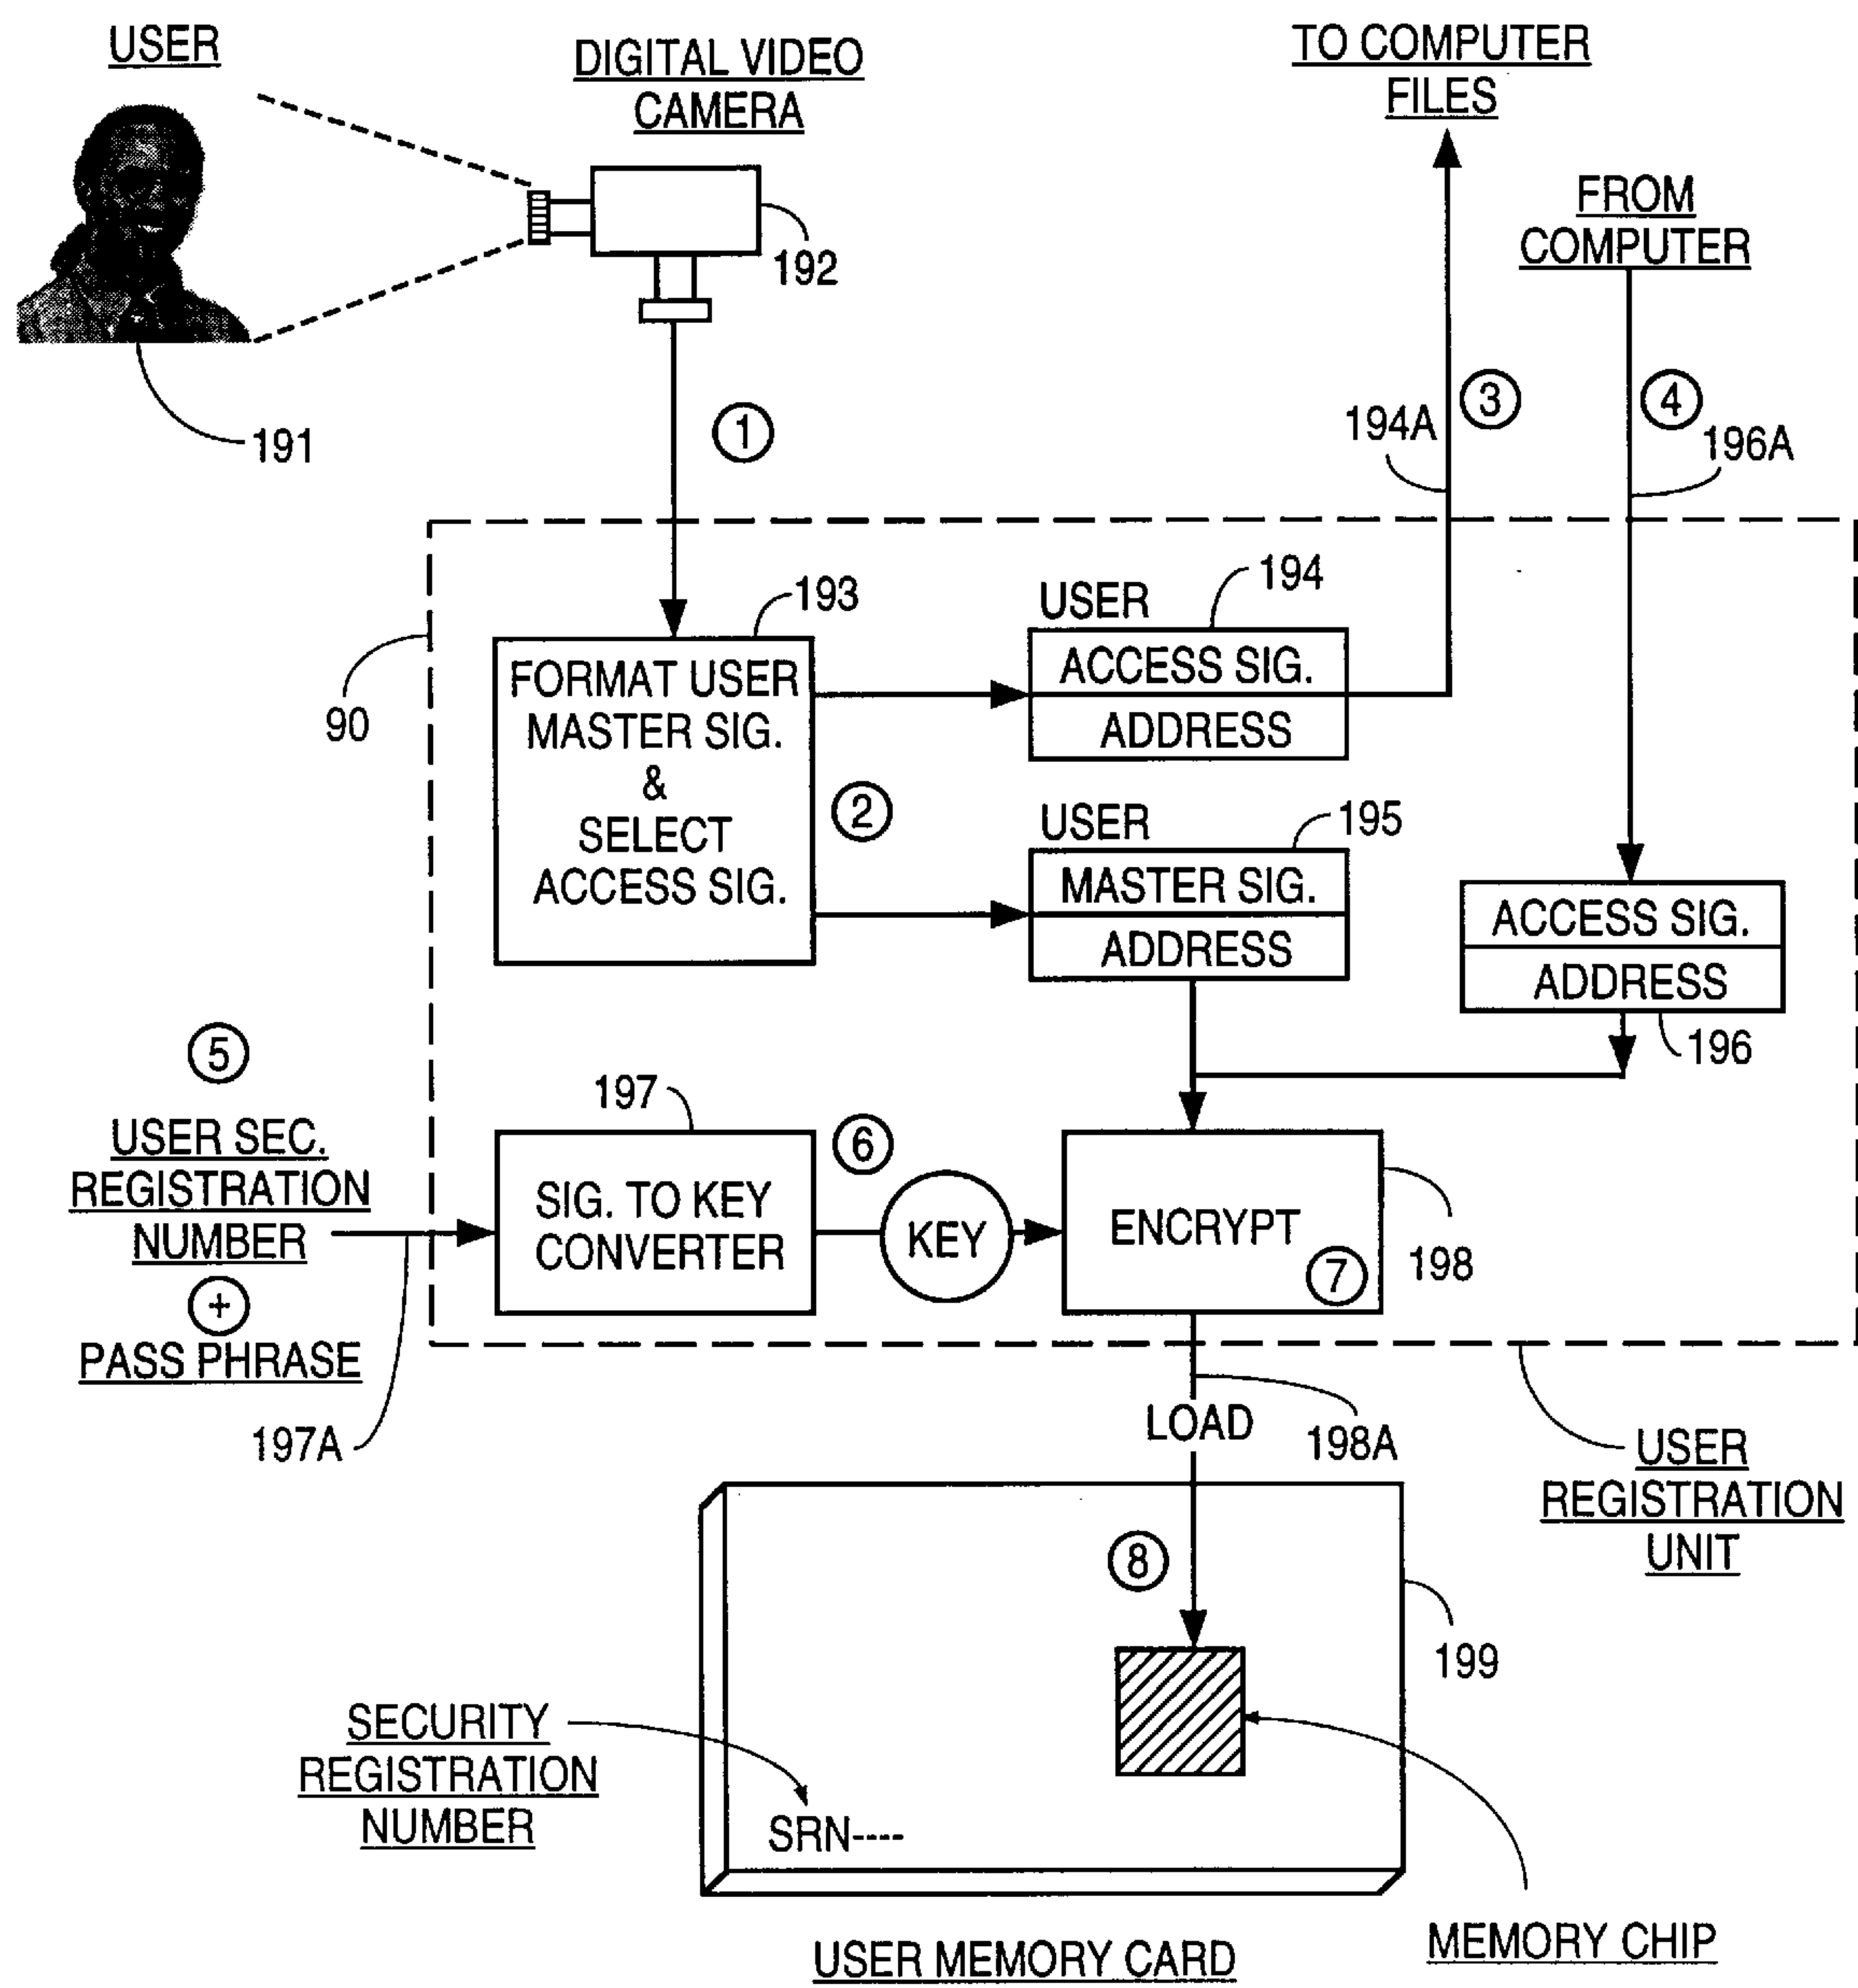 USER
DIGITAL VIDEO
CAMERA
TO COMPUTER
FILES
FROM
COMPUTER
192
191
1
194A
3
4
196A
90
193
FORMAT USER
MASTER SIG.
&
SELECT
ACCESS SIG.
2
USER
194
ACCESS SIG.
ADDRESS
USER
195
MASTER SIG.
ADDRESS
ACCESS SIG.
ADDRESS
196
5
USER SEC.
REGISTRATION
NUMBER
+
PASS PHRASE
197A
197
SIG. TO KEY
CONVERTER
6
KEY
ENCRYPT
7
198
LOAD
198A
USER
REGISTRATION
UNIT
8
199
SECURITY
REGISTRATION
NUMBER
SRN----
MEMORY CHIP
USER MEMORY CARD